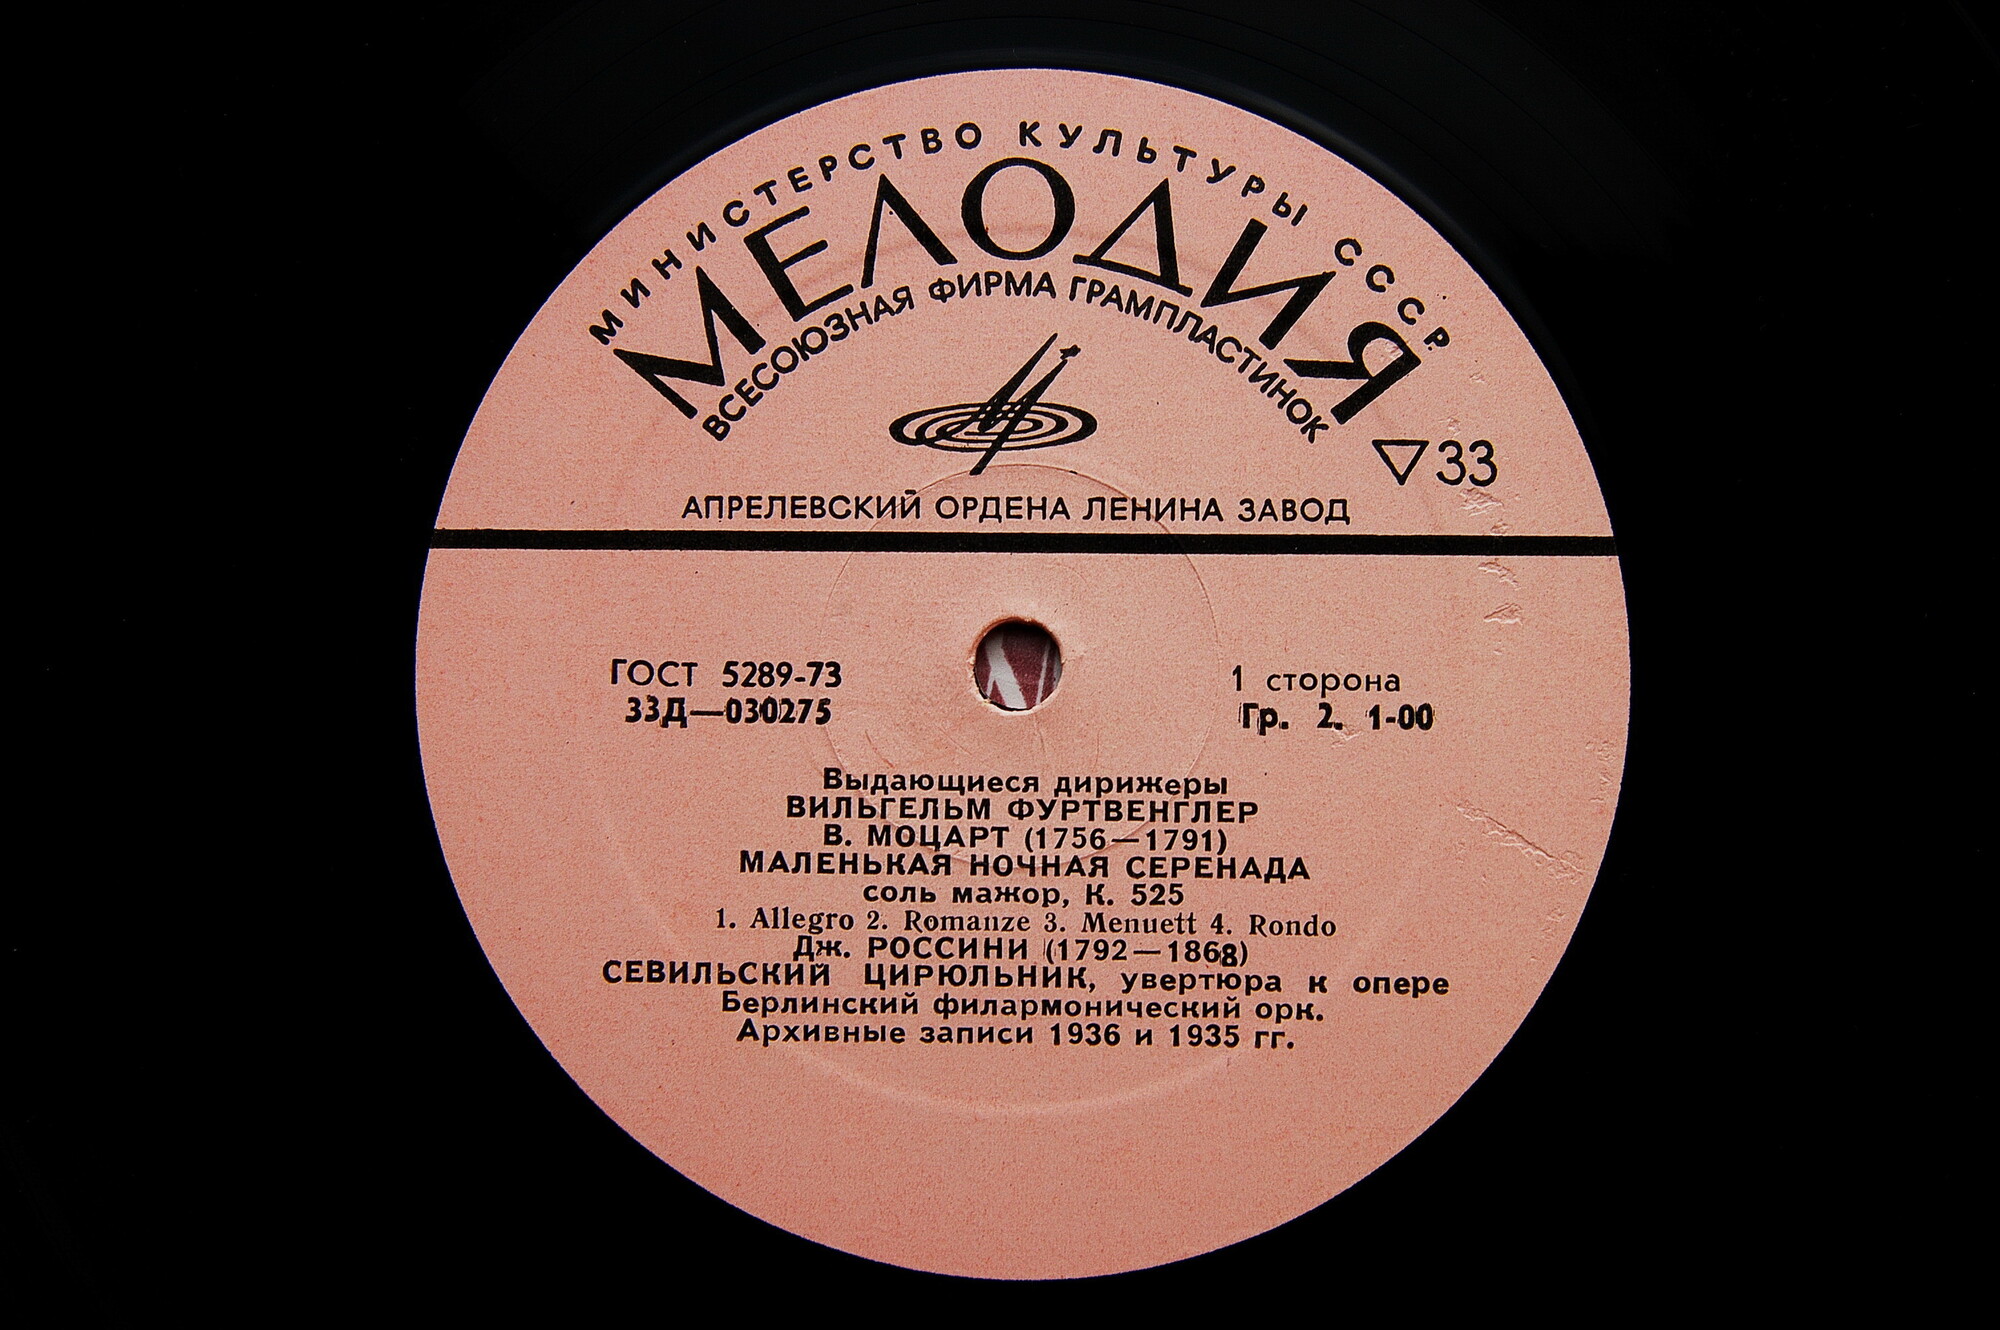 МИНИСТЕРСТВО КУЛЬТУРЫ СССР.
МЕЛОДИЯ
ВСЕСОЮЗНАЯ ФИРМА ГРАМПЛАСТИНОК
▽33
АПРЕЛЕВСКИЙ ОРДЕНА ЛЕНИНА ЗАВОД
ГОСТ 5289-73
33Д—030275
1 сторона
Гр. 2. 1-00
Выдающиеся дирижеры
ВИЛЬГЕЛЬМ ФУРТВЕНГЛЕР
В. МОЦАРТ (1756—1791)
МАЛЕНЬКАЯ НОЧНАЯ СЕРЕНАДА
соль мажор, К. 525
1. Allegro 2. Romanze 3. Menuett 4. Rondo
Дж. РОССИНИ (1792—1868)
СЕВИЛЬСКИЙ ЦИРЮЛЬНИК, увертюра к опере
Берлинский филармонический орк.
Архивные записи 1936 и 1935 гг.